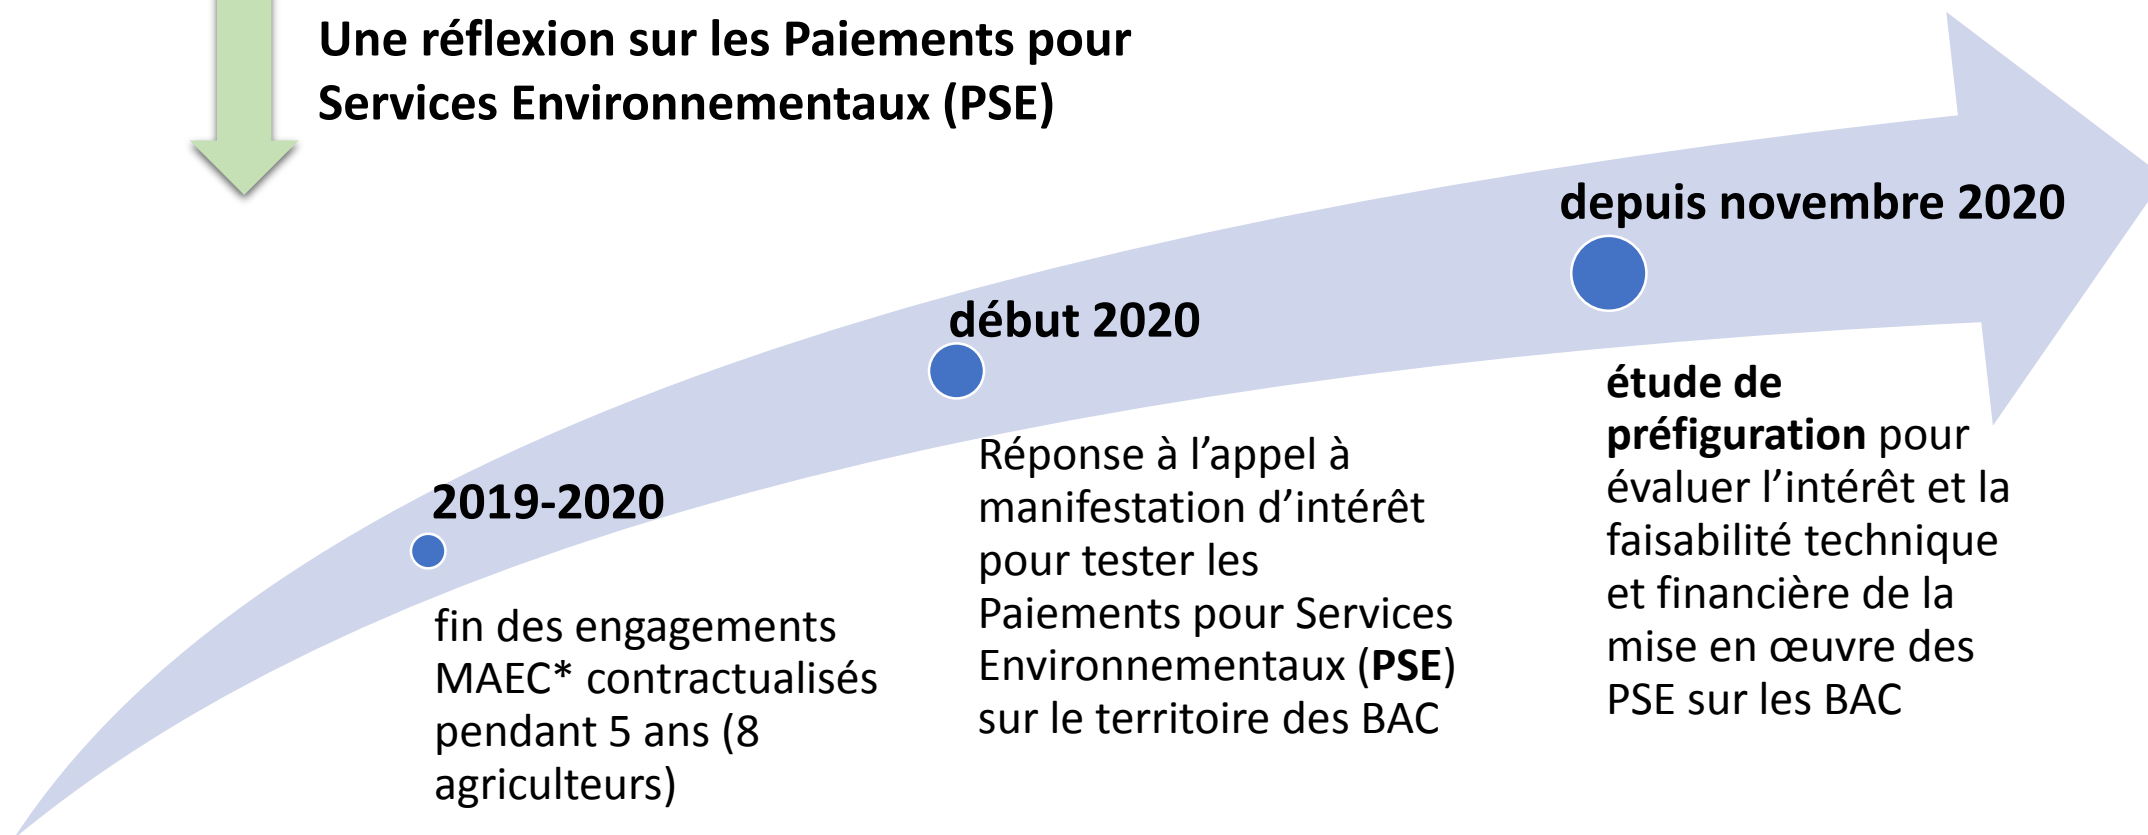 Une réflexion sur les Paiements pour
Services Environnementaux (PSE)
2019-2020
fin des engagements
MAEC* contractualisés
pendant 5 ans (8
agriculteurs)
début 2020
Réponse à l’appel à
manifestation d’intérêt
pour tester les
Paiements pour Services
Environnementaux (PSE)
sur le territoire des BAC
depuis novembre 2020
étude de
préfiguration pour
évaluer l’intérêt et la
faisabilité technique
et financière de la
mise en œuvre des
PSE sur les BAC